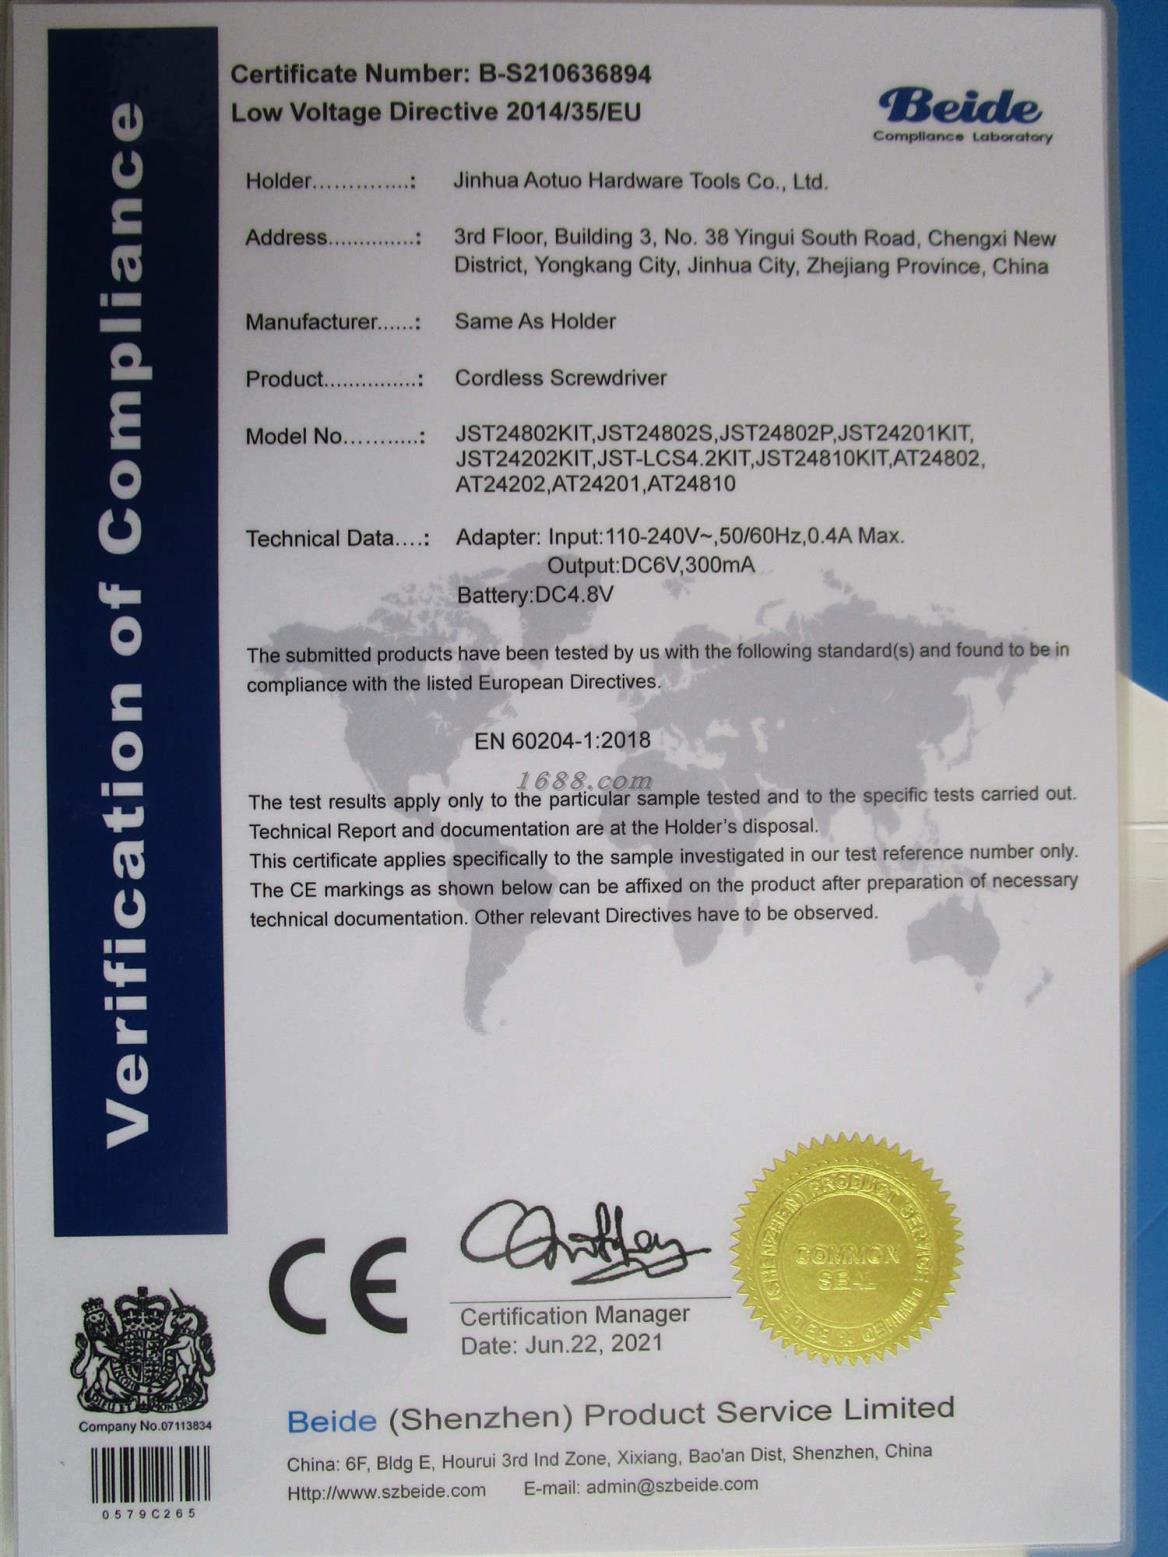 Verification of Compliance
Certificate Number: B-S210636894
Low Voltage Directive 2014/35/EU
Beide
Compliance Laboratory
Holder..............: Jinhua Aotuo Hardware Tools Co., Ltd.
Address.............: 3rd Floor, Building 3, No. 38 Yingui South Road, Chengxi New
District, Yongkang City, Jinhua City, Zhejiang Province, China
Manufacturer......: Same As Holder
Product...............: Cordless Screwdriver
Model No...........: JST24802KIT,JST24802S,JST24802P,JST24201KIT,
JST24202KIT,JST-LCS4.2KIT,JST24810KIT,AT24802,
AT24202,AT24201,AT24810
Technical Data....: Adapter: Input:110-240V~,50/60Hz,0.4A Max.
Output:DC6V,300mA
Battery:DC4.8V
The submitted products have been tested by us with the following standard(s) and found to be in
compliance with the listed European Directives.
EN 60204-1:2018
1688.com
The test results apply only to the particular sample tested and to the specific tests carried out.
Technical Report and documentation are at the Holder's disposal.
This certificate applies specifically to the sample investigated in our test reference number only.
The CE markings as shown below can be affixed on the product after preparation of necessary
technical documentation. Other relevant Directives have to be observed.
CE
Certification Manager
Date: Jun.22, 2021
BEIDE (SHENZHEN) PRODUCT SERVICE LIMITED
COMMON
SEAL
Company No.07113834
0579C265
Beide (Shenzhen) Product Service Limited
China: 6F, Bldg E, Hourui 3rd Ind Zone, Xixiang, Bao'an Dist, Shenzhen, China
Http://www.szbeide.com E-mail: admin@szbeide.com